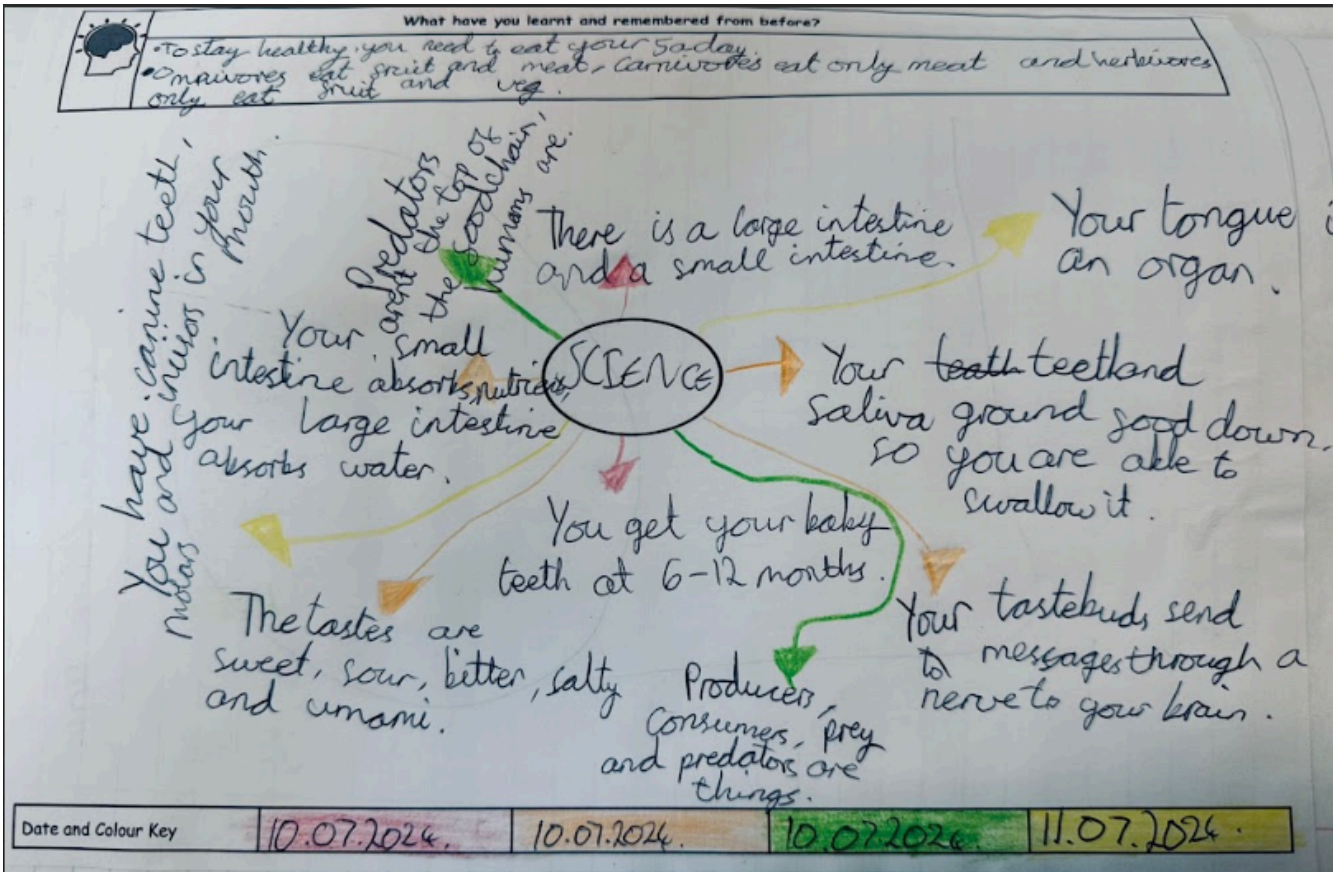 What have you learnt and remembered from before?
•To stay healthy, you need to eat your 5 a day.
•Omnivores eat fruit and meat, carnivores eat only meat and herbivores
only eat fruit and veg.
You have canine teeth,
molars and incisors in your
mouth.
Predators
arent the top of
the foodchain,
humans are.
There is a large intestine
and a small intestine.
Your tongue i
an organ.
Your small
intestine absorbs nutrients,
your large intestine
absorbs water.
SCIENCE
Your teath teeth and
saliva ground food down
so you are able to
swallow it.
You get your baby
teeth at 6-12 months.
The tastes are
sweet, sour, bitter, salty
and umami.
Producers,
consumers, prey
and predators are
things.
Your tastebuds send
to messages through a
nerve to your brain.
Date and Colour Key
10.07.2024
10.07.2024
10.07.2024
11.07.2024.